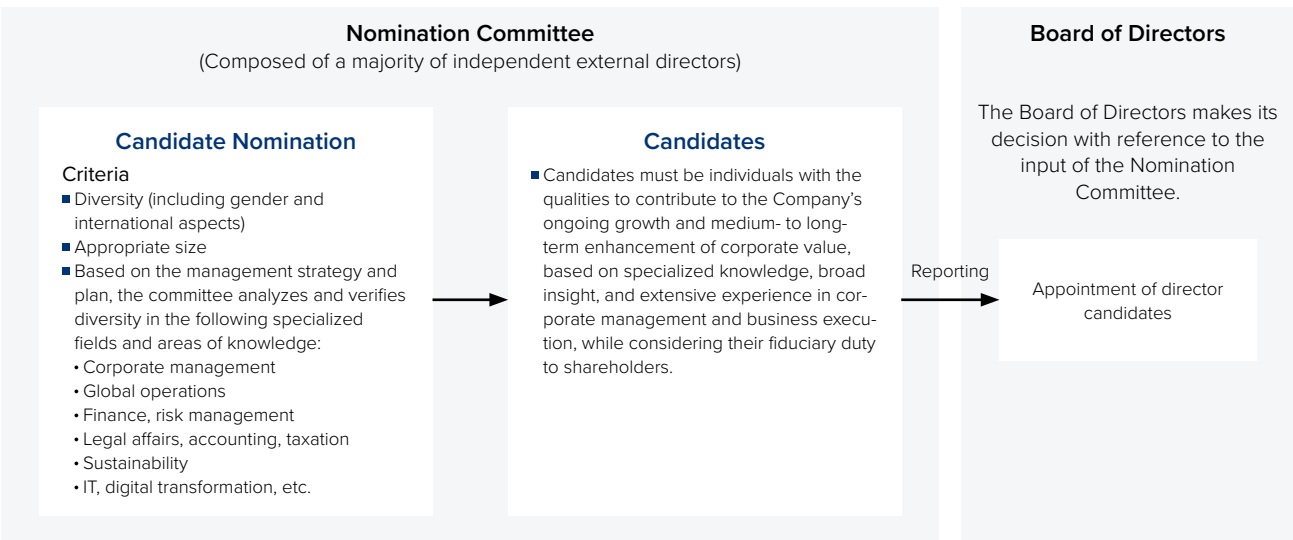 Nomination Committee
(Composed of a majority of independent external directors)
Candidate Nomination
Criteria
■ Diversity (including gender and
international aspects)
■ Appropriate size
■ Based on the management strategy and
plan, the committee analyzes and verifies
diversity in the following specialized
fields and areas of knowledge:
• Corporate management
• Global operations
• Finance, risk management
• Legal affairs, accounting, taxation
• Sustainability
• IT, digital transformation, etc.
Candidates
■ Candidates must be individuals with the
qualities to contribute to the Company’s
ongoing growth and medium- to long-
term enhancement of corporate value,
based on specialized knowledge, broad
insight, and extensive experience in cor-
porate management and business execu-
tion, while considering their fiduciary duty
to shareholders.
Reporting
Board of Directors
The Board of Directors makes its
decision with reference to the
input of the Nomination
Committee.
Appointment of director
candidates